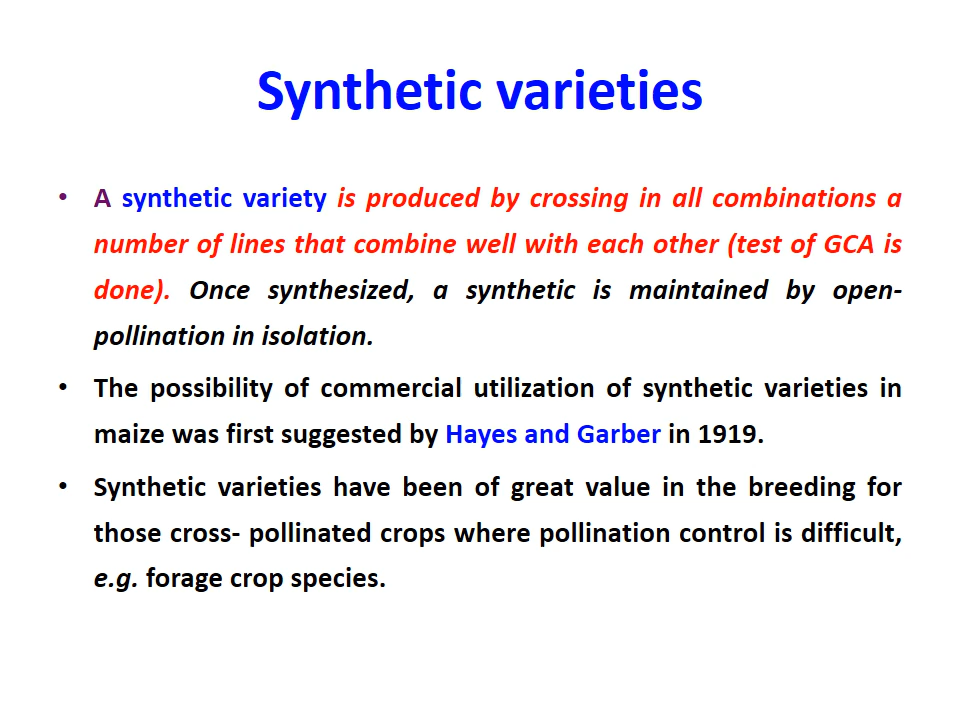 Synthetic varieties
• A synthetic variety is produced by crossing in all combinations a
number of lines that combine well with each other (test of GCA is
done). Once synthesized, a synthetic is maintained by open-
pollination in isolation.
• The possibility of commercial utilization of synthetic varieties in
maize was first suggested by Hayes and Garber in 1919.
• Synthetic varieties have been of great value in the breeding for
those cross- pollinated crops where pollination control is difficult,
e.g. forage crop species.